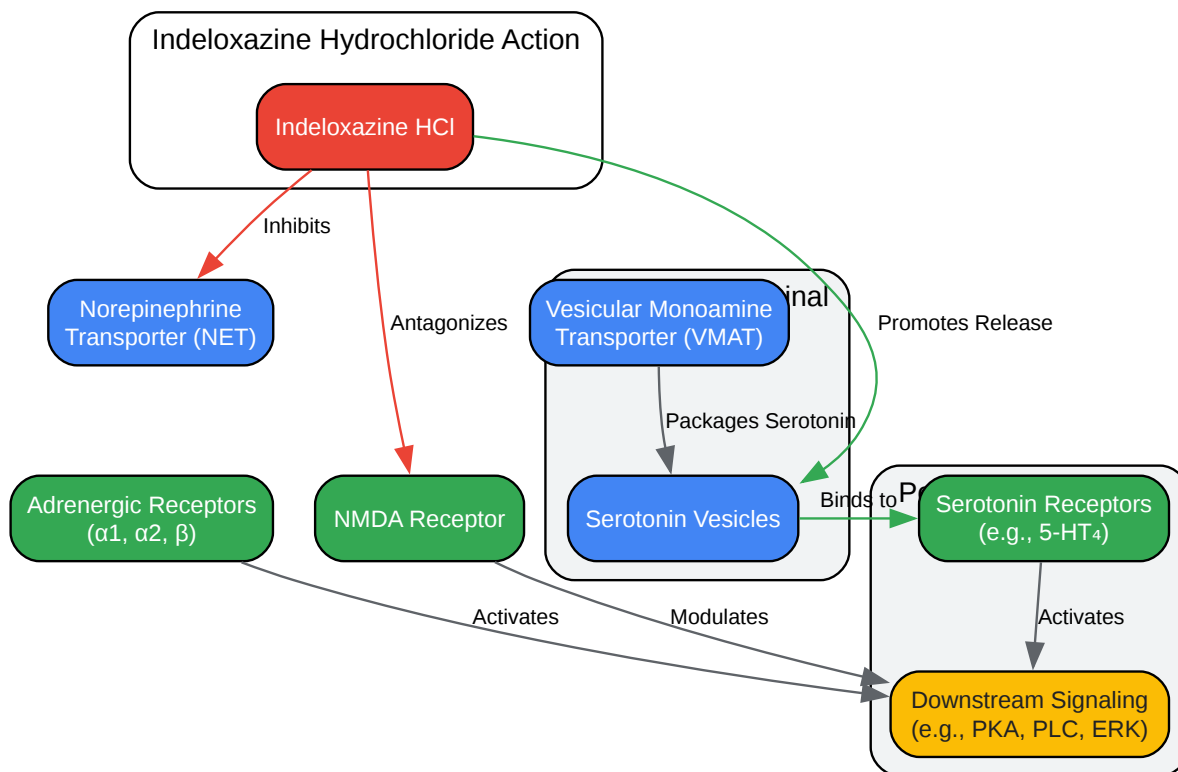 Indeloxazine Hydrochloride Action
Indeloxazine HCl
Inhibits
Norepinephrine
Transporter (NET)
Antagonizes
Vesicular Monoamine
Transporter (VMAT)
Promotes Release
Packages Serotonin
Adrenergic Receptors
(α1, α2, β)
NMDA Receptor
Serotonin Vesicles
Binds to
Serotonin Receptors
(e.g., 5-HT₄)
Activates
Modulates
Activates
Downstream Signaling
(e.g., PKA, PLC, ERK)